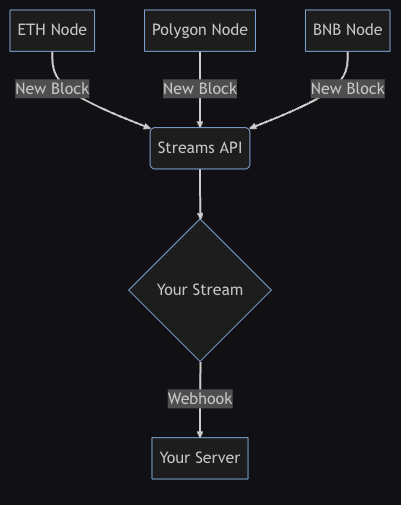 ETH Node
Polygon Node
BNB Node
New Block
New Block
New Block
Streams API
Your Stream
Webhook
Your Server